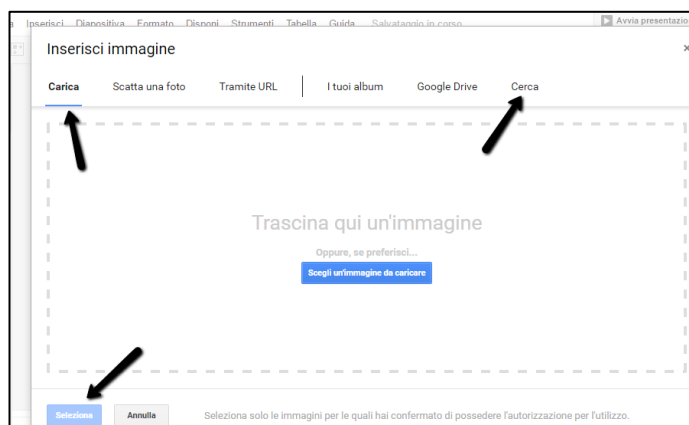 Inserisci Diapositiva Formato Disponi Strumenti Tabella Guida Salvataggio in corso
Avvia presentazio
Inserisci immagine
Carica Scatta una foto Tramite URL I tuoi album Google Drive Cerca
Trascina qui un'immagine
Oppure, se preferisci...
Scegli un'immagine da caricare
Seleziona Annulla Seleziona solo le immagini per le quali hai confermato di possedere l'autorizzazione per l'utilizzo.